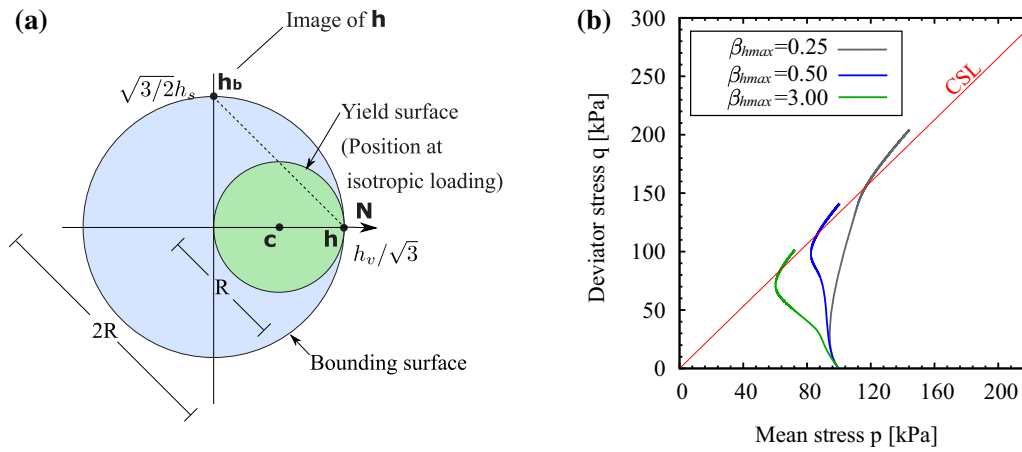 (a)
Image of h
h_b
√3/2 h_s
Yield surface
(Position at
isotropic loading)
N
c
h
h_v/√3
R
2R
Bounding surface
(b)
300
250
200
150
100
50
0
Deviator stress q [kPa]
β_hmax=0.25
β_hmax=0.50
β_hmax=3.00
CSL
0 40 80 120 160 200
Mean stress p [kPa]